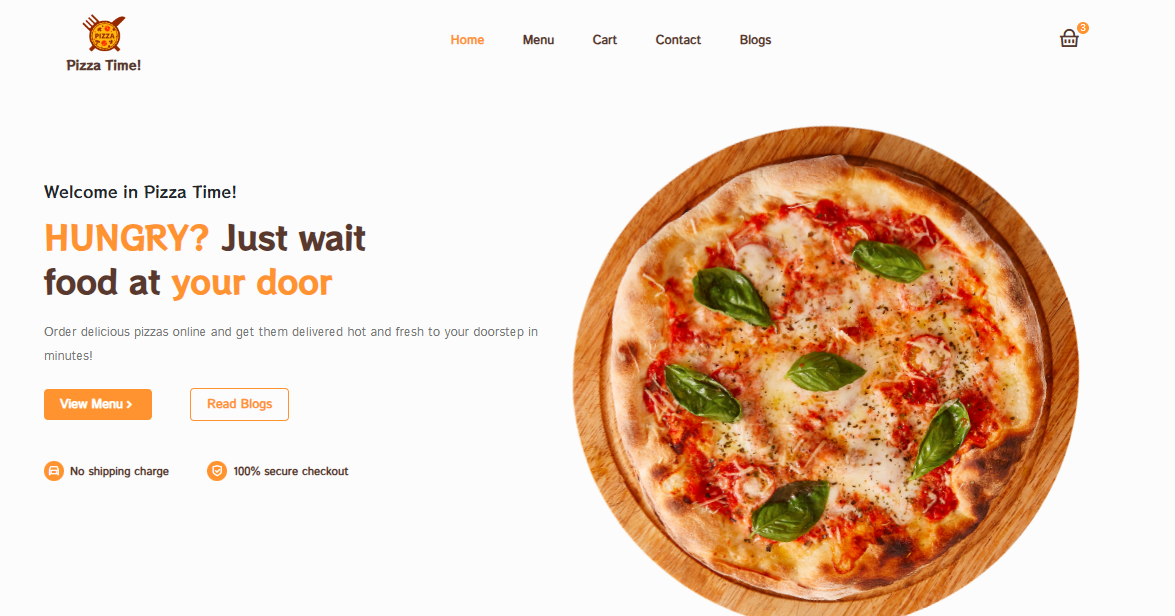 PIZZA
Pizza Time!
Home Menu Cart Contact Blogs
3
Welcome in Pizza Time!
HUNGRY? Just wait
food at your door
Order delicious pizzas online and get them delivered hot and fresh to your doorstep in
minutes!
View Menu >
Read Blogs
No shipping charge
100% secure checkout